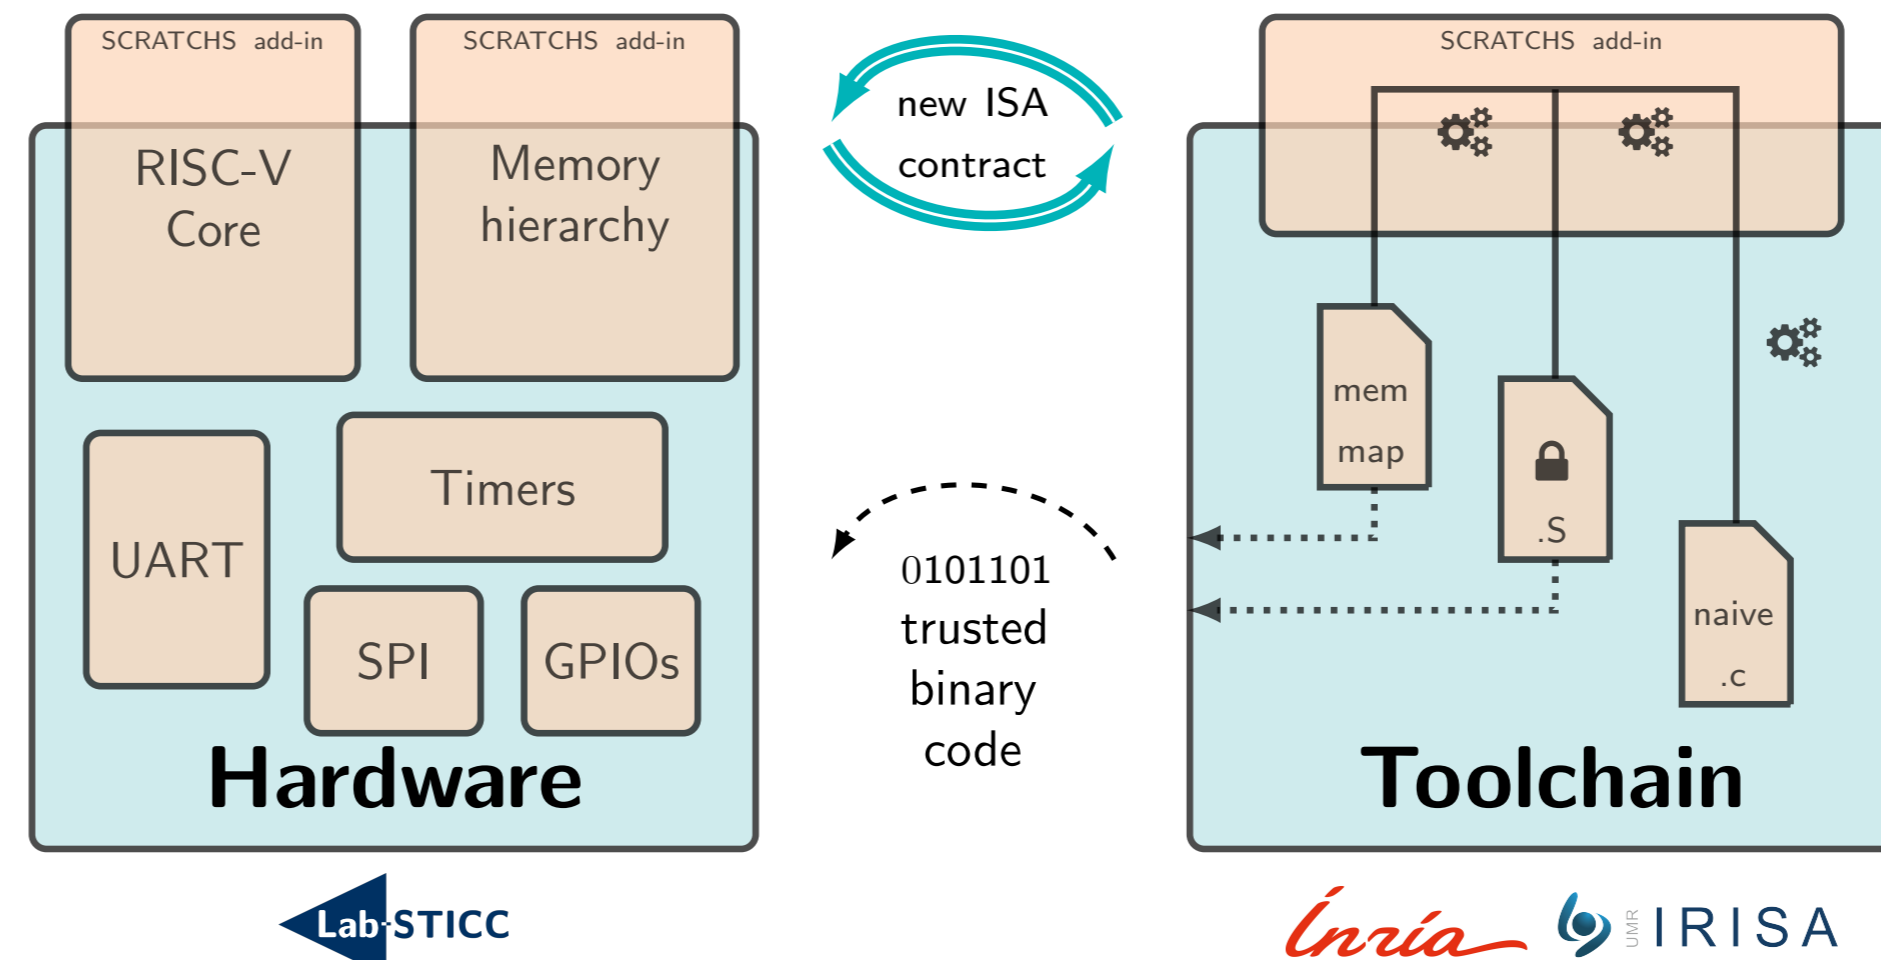 SCRATCHS add-in
RISC-V
Core
SCRATCHS add-in
Memory
hierarchy
UART
Timers
SPI
GPIOs
Hardware
Lab-STICC
new ISA
contract
0101101
trusted
binary
code
SCRATCHS add-in
mem
map
.S
naive
.c
Toolchain
Inria
UMR
IRISA